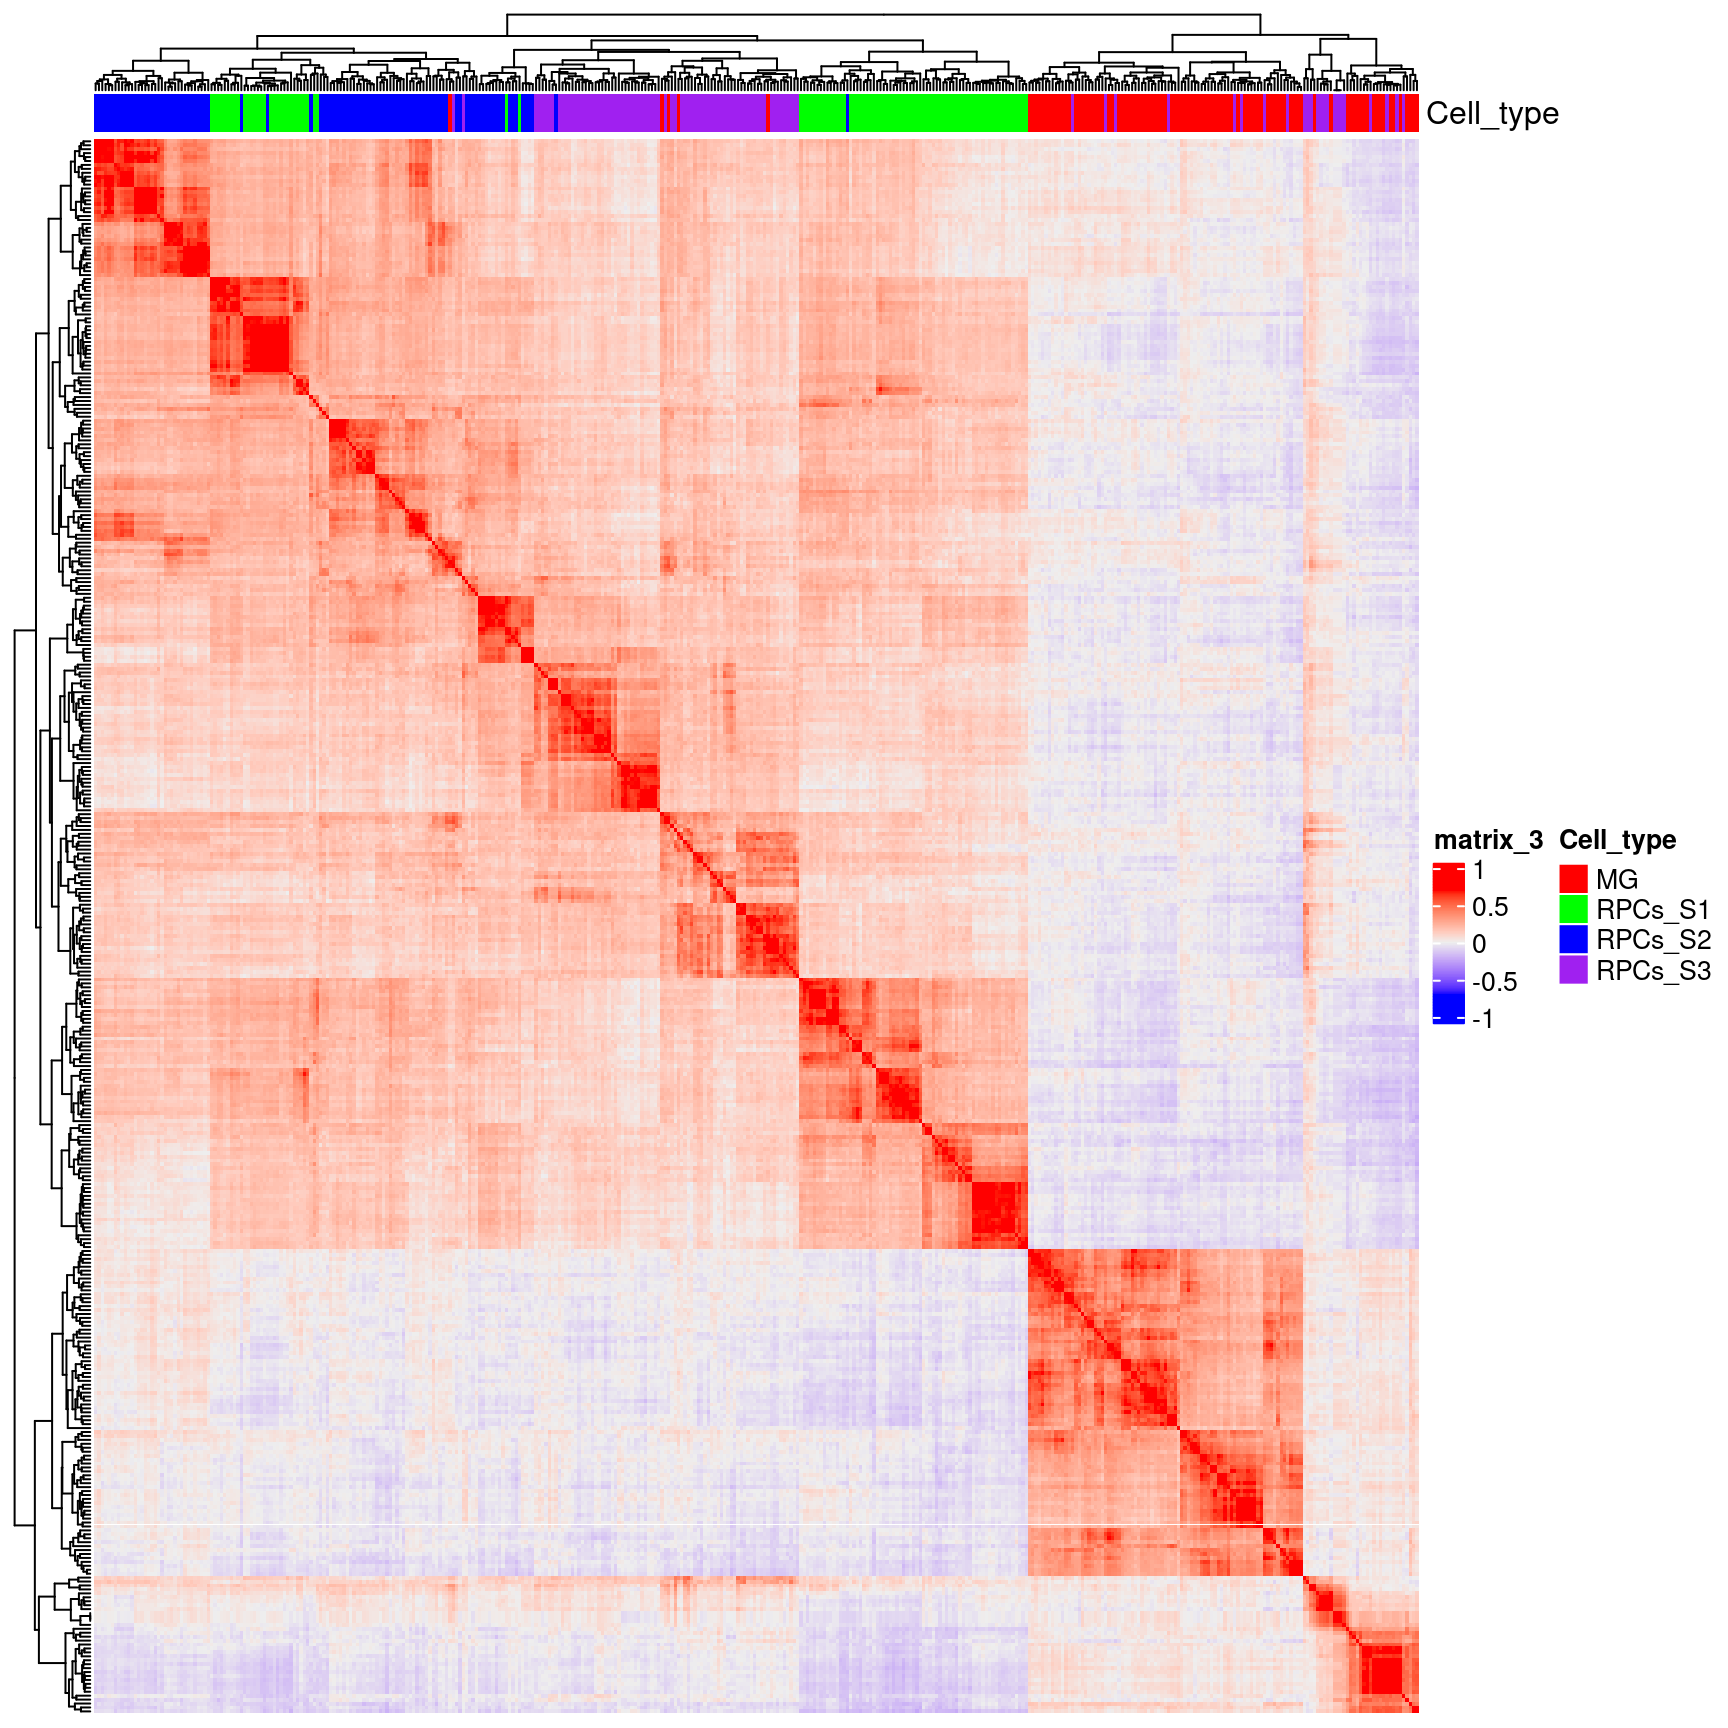 Cell_type
matrix_3 Cell_type
1 MG
0.5 RPCs_S1
0 RPCs_S2
-0.5 RPCs_S3
-1